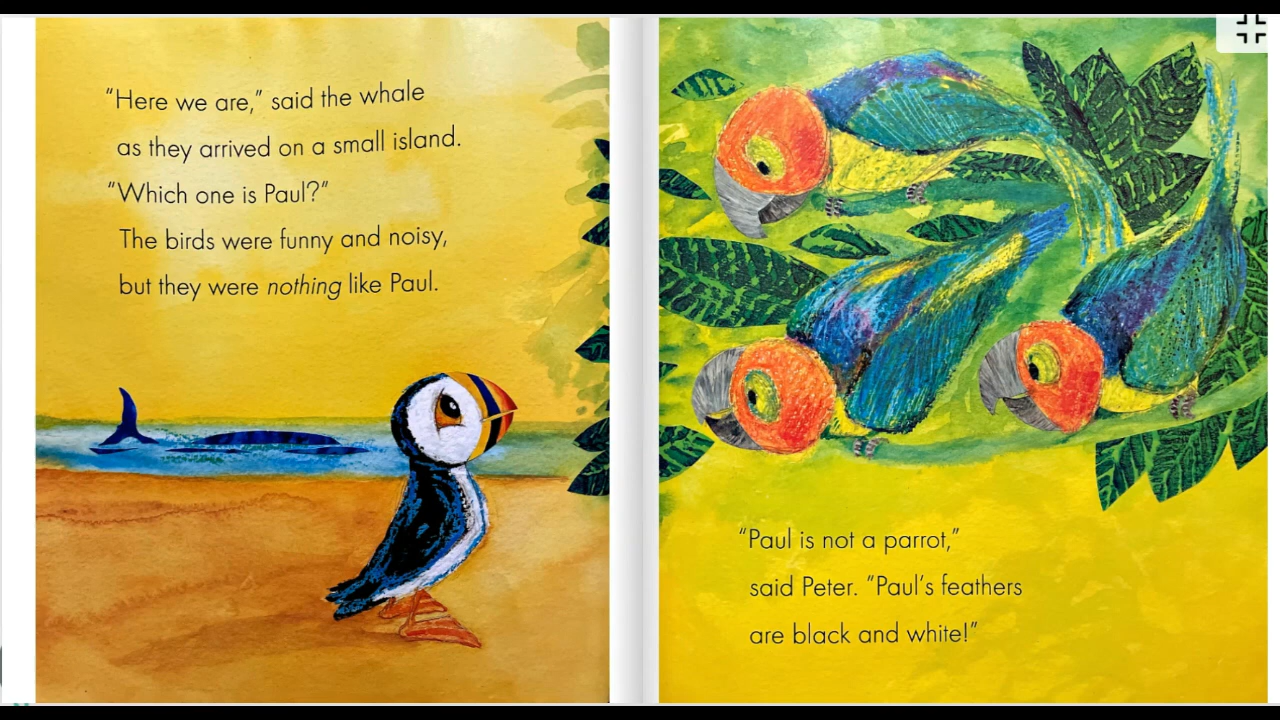 “Here we are,” said the whale
as they arrived on a small island.
“Which one is Paul?”
The birds were funny and noisy,
but they were nothing like Paul.
“Paul is not a parrot,”
said Peter. “Paul’s feathers
are black and white!”